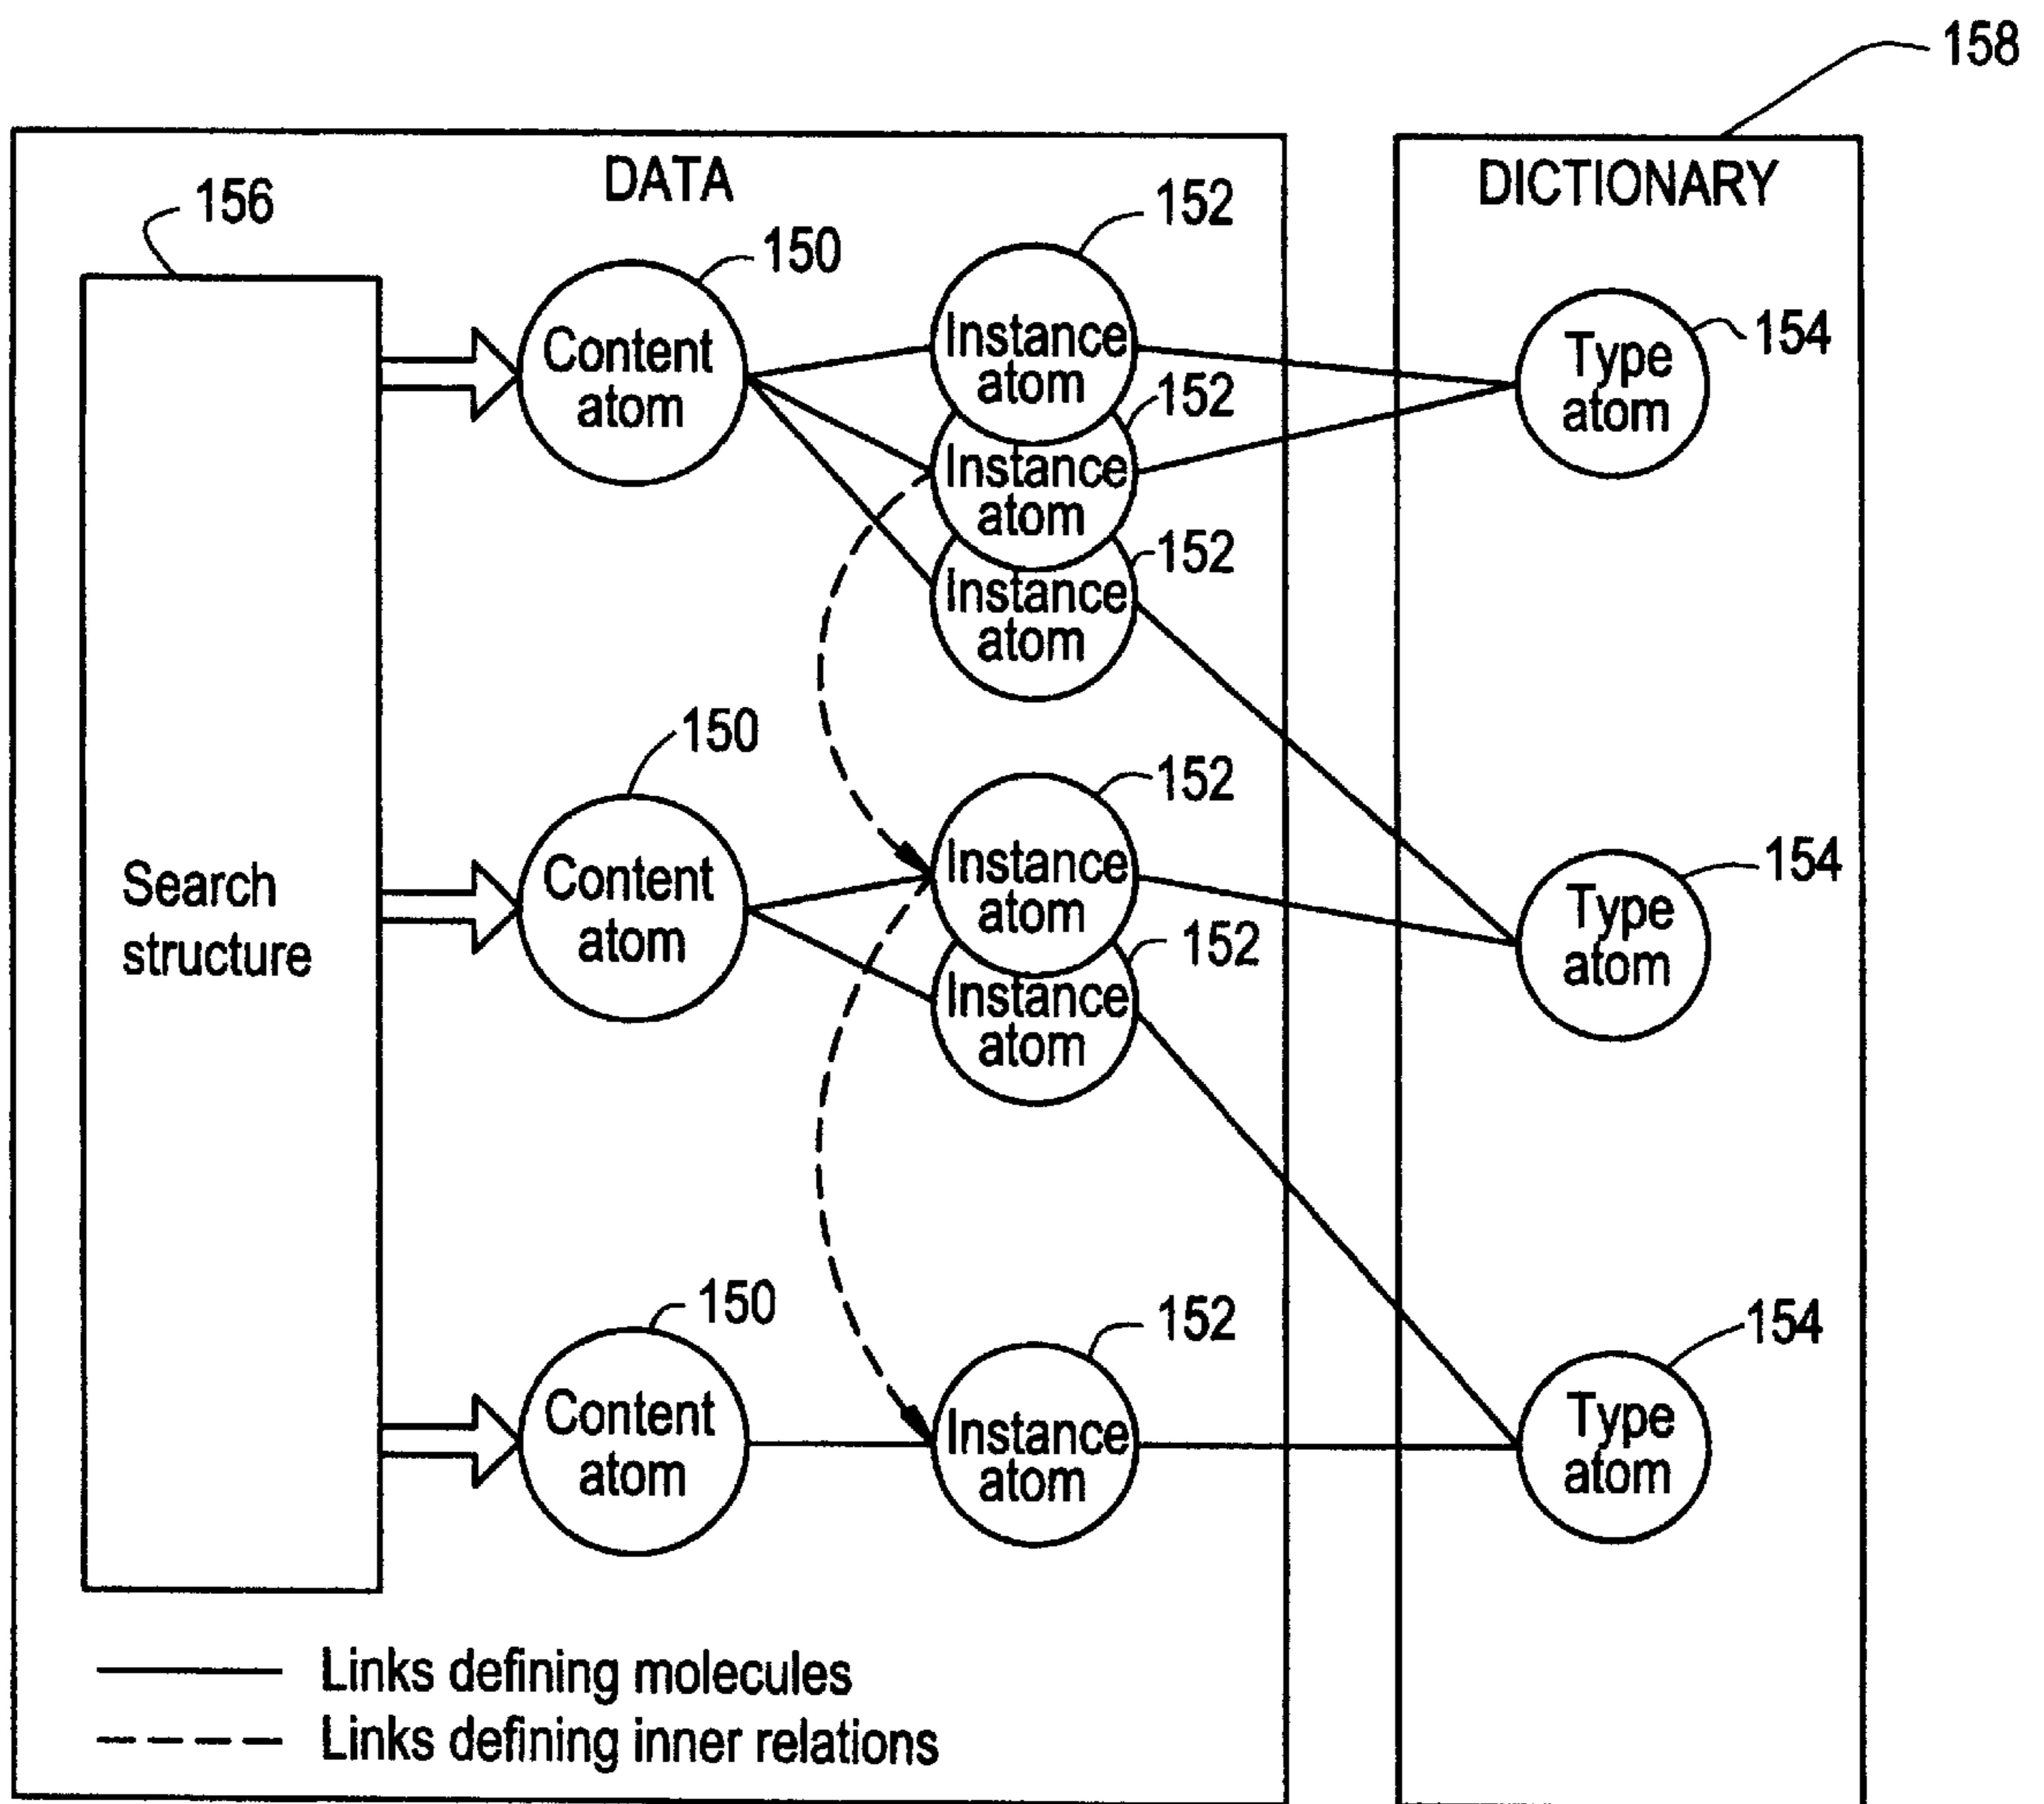 158
DATA
DICTIONARY
156
150
152
Content
atom
Instance
atom
152
Instance
atom
152
Instance
atom
Type
atom
154
150
152
Search
structure
Content
atom
Instance
atom
152
Instance
atom
Type
atom
154
150
152
Content
atom
Instance
atom
Type
atom
154
Links defining molecules
Links defining inner relations